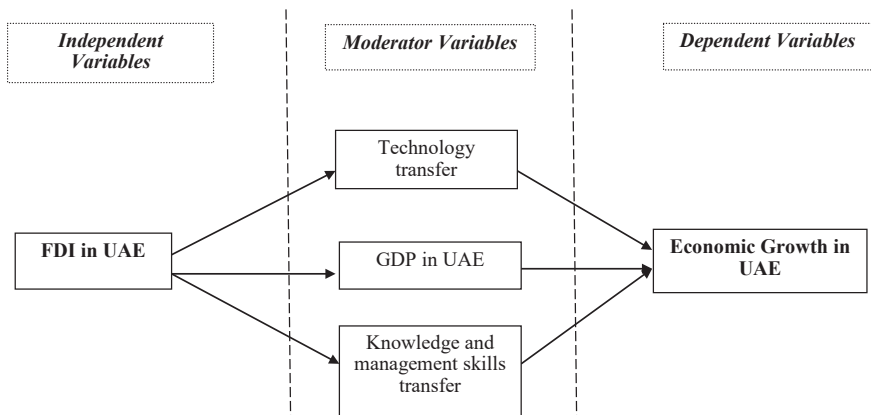 Independent
Variables
Moderator Variables
Dependent Variables
Technology
transfer
FDI in UAE
GDP in UAE
Economic Growth in
UAE
Knowledge and
management skills
transfer